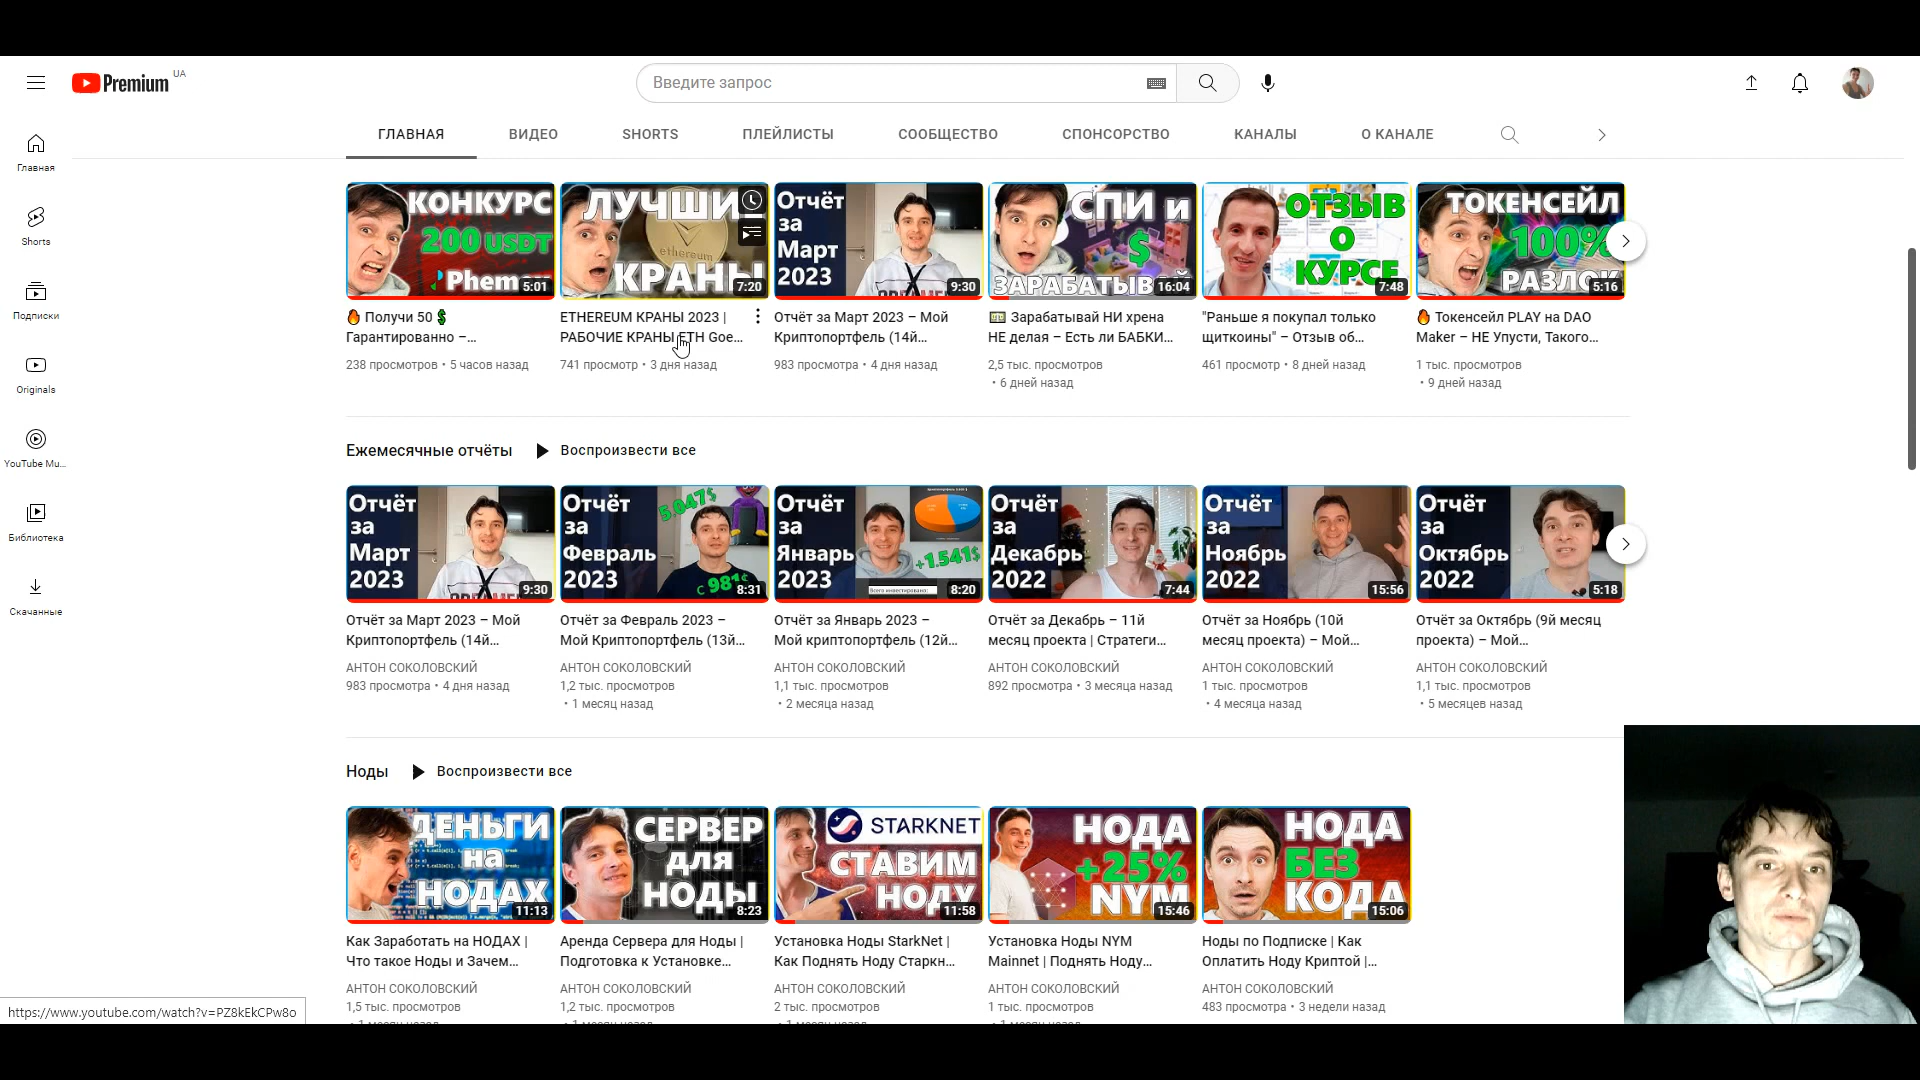 Premium UA
Введите запрос
ГЛАВНАЯ ВИДЕО SHORTS ПЛЕЙЛИСТЫ СООБЩЕСТВО СПОНСОРСТВО КАНАЛЫ О КАНАЛЕ
Главная
Shorts
Подписки
Originals
YouTube Mu...
Библиотека
Скачанные
КОНКУРС
200 USDT
Phemex
5:01
🔥 Получи 50💲
Гарантированно –...
238 просмотров • 5 часов назад
ЛУЧШИЕ
ethereum
КРАНЫ
7:20
ETHEREUM КРАНЫ 2023 |
РАБОЧИЕ КРАНЫ ETH Goe...
741 просмотр • 3 дня назад
Отчёт
за
Март
2023
9:30
Отчёт за Март 2023 – Мой
Криптопортфель (14й...
983 просмотра • 4 дня назад
СПИ и
$
ЗАРАБАТЫВАЙ
16:04
💵 Зарабатывай НИ хрена
НЕ делая – Есть ли БАБКИ...
2,5 тыс. просмотров
• 6 дней назад
ОТЗЫВ
О
КУРСЕ
7:48
"Раньше я покупал только
щиткоины" – Отзыв об...
461 просмотр • 8 дней назад
ТОКЕНСЕЙЛ
100%
РАЗЛОК
5:16
🔥 Токенсейл PLAY на DAO
Maker – НЕ Упусти, Такого...
1 тыс. просмотров
• 9 дней назад
Ежемесячные отчёты Воспроизвести все
Отчёт
за
Март
2023
9:30
Отчёт за Март 2023 – Мой
Криптопортфель (14й...
АНТОН СОКОЛОВСКИЙ
983 просмотра • 4 дня назад
Отчёт
за
Февраль
2023
5.047$
с 981$
8:31
Отчёт за Февраль 2023 –
Мой Криптопортфель (13й...
АНТОН СОКОЛОВСКИЙ
1,2 тыс. просмотров
• 1 месяц назад
Отчёт
за
Январь
2023
+1.541$
8:20
Отчёт за Январь 2023 –
Мой криптопортфель (12й...
АНТОН СОКОЛОВСКИЙ
1,1 тыс. просмотров
• 2 месяца назад
Отчёт
за
Декабрь
2022
7:44
Отчёт за Декабрь – 11й
месяц проекта | Стратеги...
АНТОН СОКОЛОВСКИЙ
892 просмотра • 3 месяца назад
Отчёт
за
Ноябрь
2022
15:56
Отчёт за Ноябрь (10й
месяц проекта) – Мой...
АНТОН СОКОЛОВСКИЙ
1 тыс. просмотров
• 4 месяца назад
Отчёт
за
Октябрь
2022
5:18
Отчёт за Октябрь (9й месяц
проекта) – Мой...
АНТОН СОКОЛОВСКИЙ
1,1 тыс. просмотров
• 5 месяцев назад
Ноды Воспроизвести все
ДЕНЬГИ
на
НОДАХ
11:13
Как Заработать на НОДАХ |
Что такое Ноды и Зачем...
АНТОН СОКОЛОВСКИЙ
1,5 тыс. просмотров
СЕРВЕР
для
НОДЫ
8:23
Аренда Сервера для Ноды |
Подготовка к Установке...
АНТОН СОКОЛОВСКИЙ
1,2 тыс. просмотров
STARKNET
СТАВИМ
НОДУ
11:58
Установка Ноды StarkNet |
Как Поднять Ноду Старкн...
АНТОН СОКОЛОВСКИЙ
2 тыс. просмотров
НОДА
+25%
NYM
15:46
Установка Ноды NYM
Mainnet | Поднять Ноду...
АНТОН СОКОЛОВСКИЙ
1 тыс. просмотров
НОДА
БЕЗ
КОДА
15:06
Ноды по Подписке | Как
Оплатить Ноду Криптой |...
АНТОН СОКОЛОВСКИЙ
483 просмотра • 3 недели назад
https://www.youtube.com/watch?v=PZ8kEkCPw8o